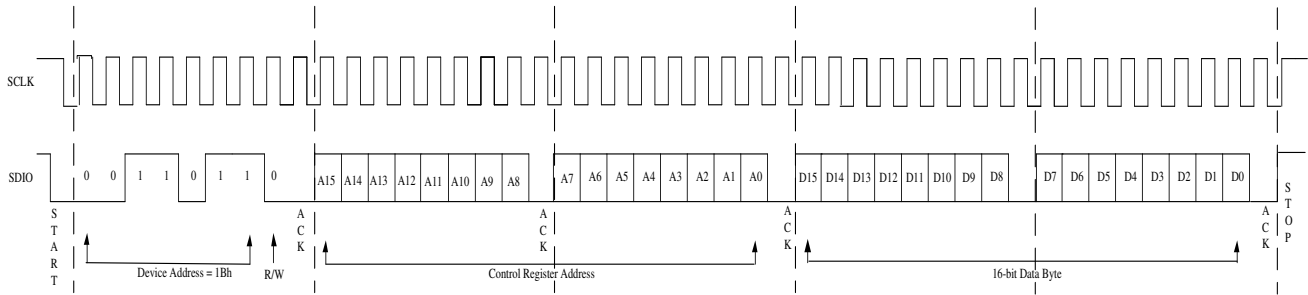 SCLK
SDIO
0 0 1 1 0 1 1 0
A15 A14 A13 A12 A11 A10 A9 A8
A7 A6 A5 A4 A3 A2 A1 A0
D15 D14 D13 D12 D11 D10 D9 D8
D7 D6 D5 D4 D3 D2 D1 D0
START
ACK
ACK
ACK
ACK
STOP
Device Address = 1Bh
R/W
Control Register Address
16-bit Data Byte